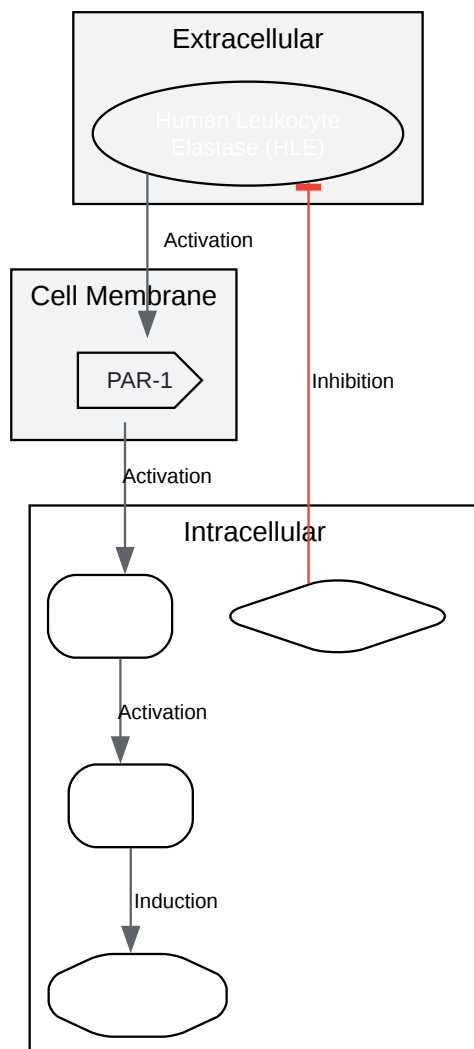 Extracellular
Human Leukocyte
Elastase (HLE)
Activation
Cell Membrane
PAR-1
Inhibition
Activation
Intracellular
Activation
Induction